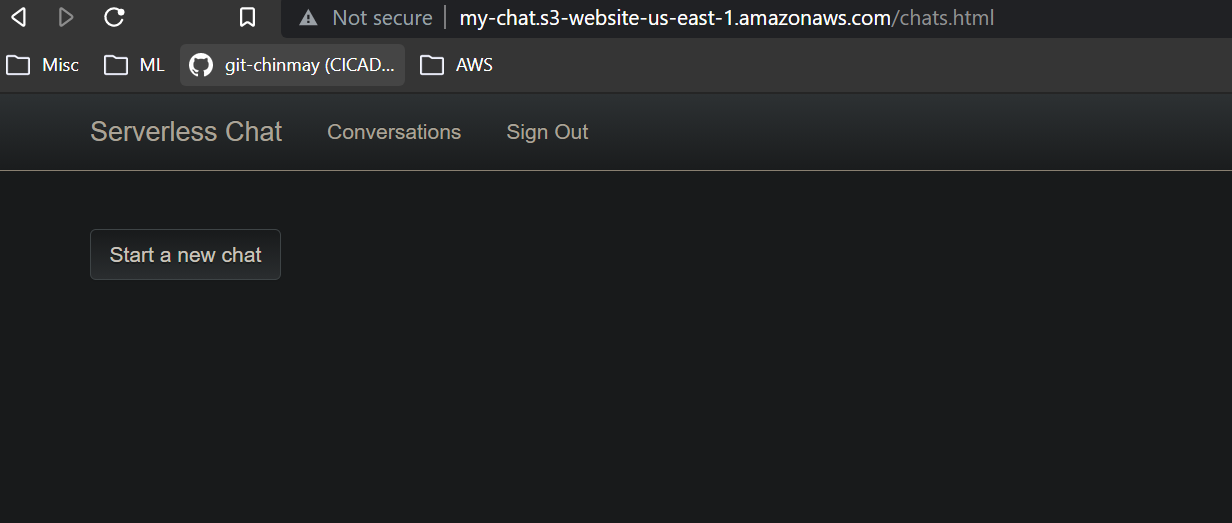 Not secure my-chat.s3-website-us-east-1.amazonaws.com/chats.html
Misc ML git-chinmay (CICAD... AWS
Serverless Chat Conversations Sign Out
Start a new chat